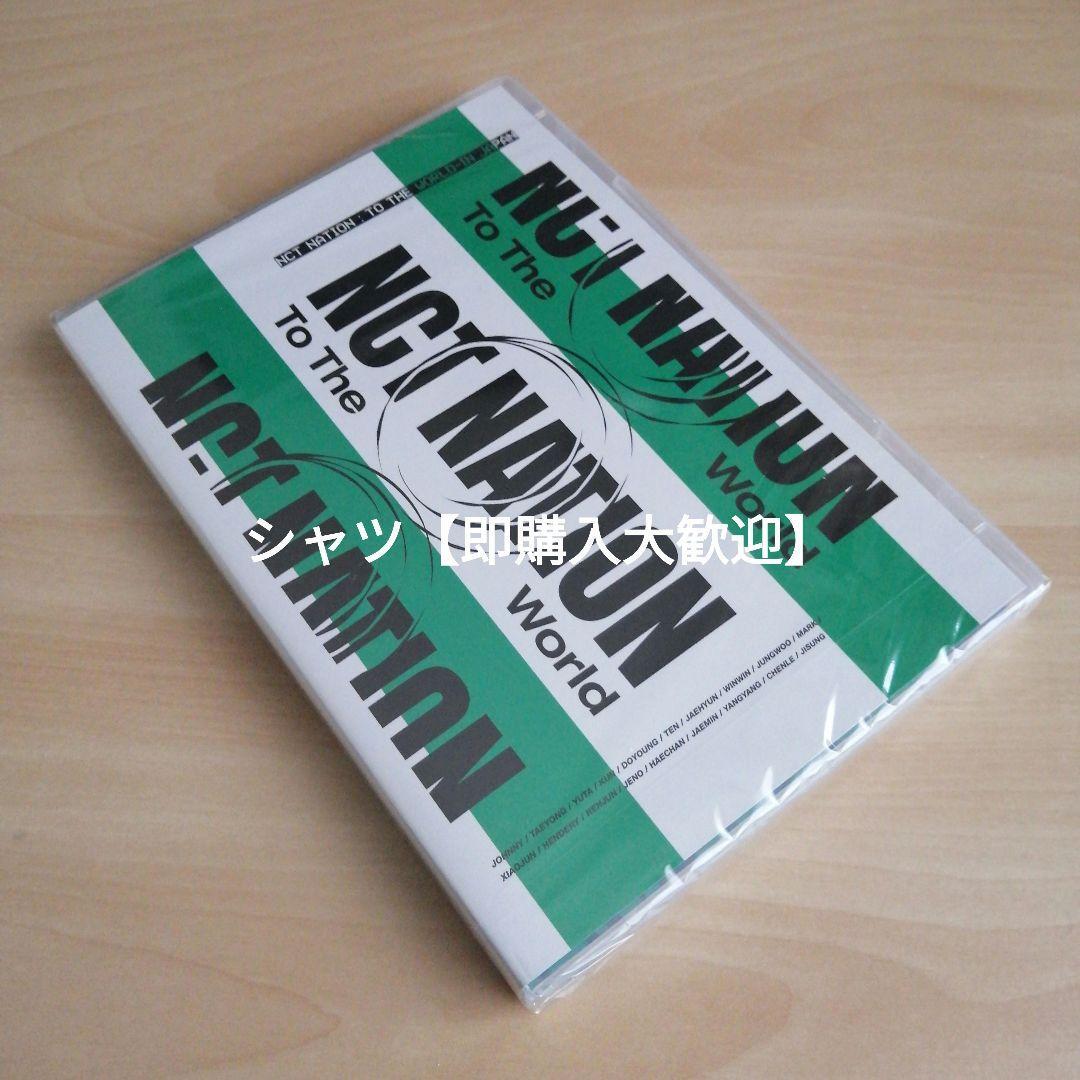 NCT NATION : TO THE WORLD-IN JAPAN
NCT NATION
To The
World
NCT NATION
To The
World
NCT NATION
シャツ【即購入大歓迎】
JOHNNY / TAEYONG / YUTA / KUN / DOYOUNG / TEN / JAEHYUN / WINWIN / JUNGWOO / MARK
XIAOJUN / HENDERY / RENJUN / JENO / HAECHAN / JAEMIN / YANGYANG / CHENLE / JISUNG